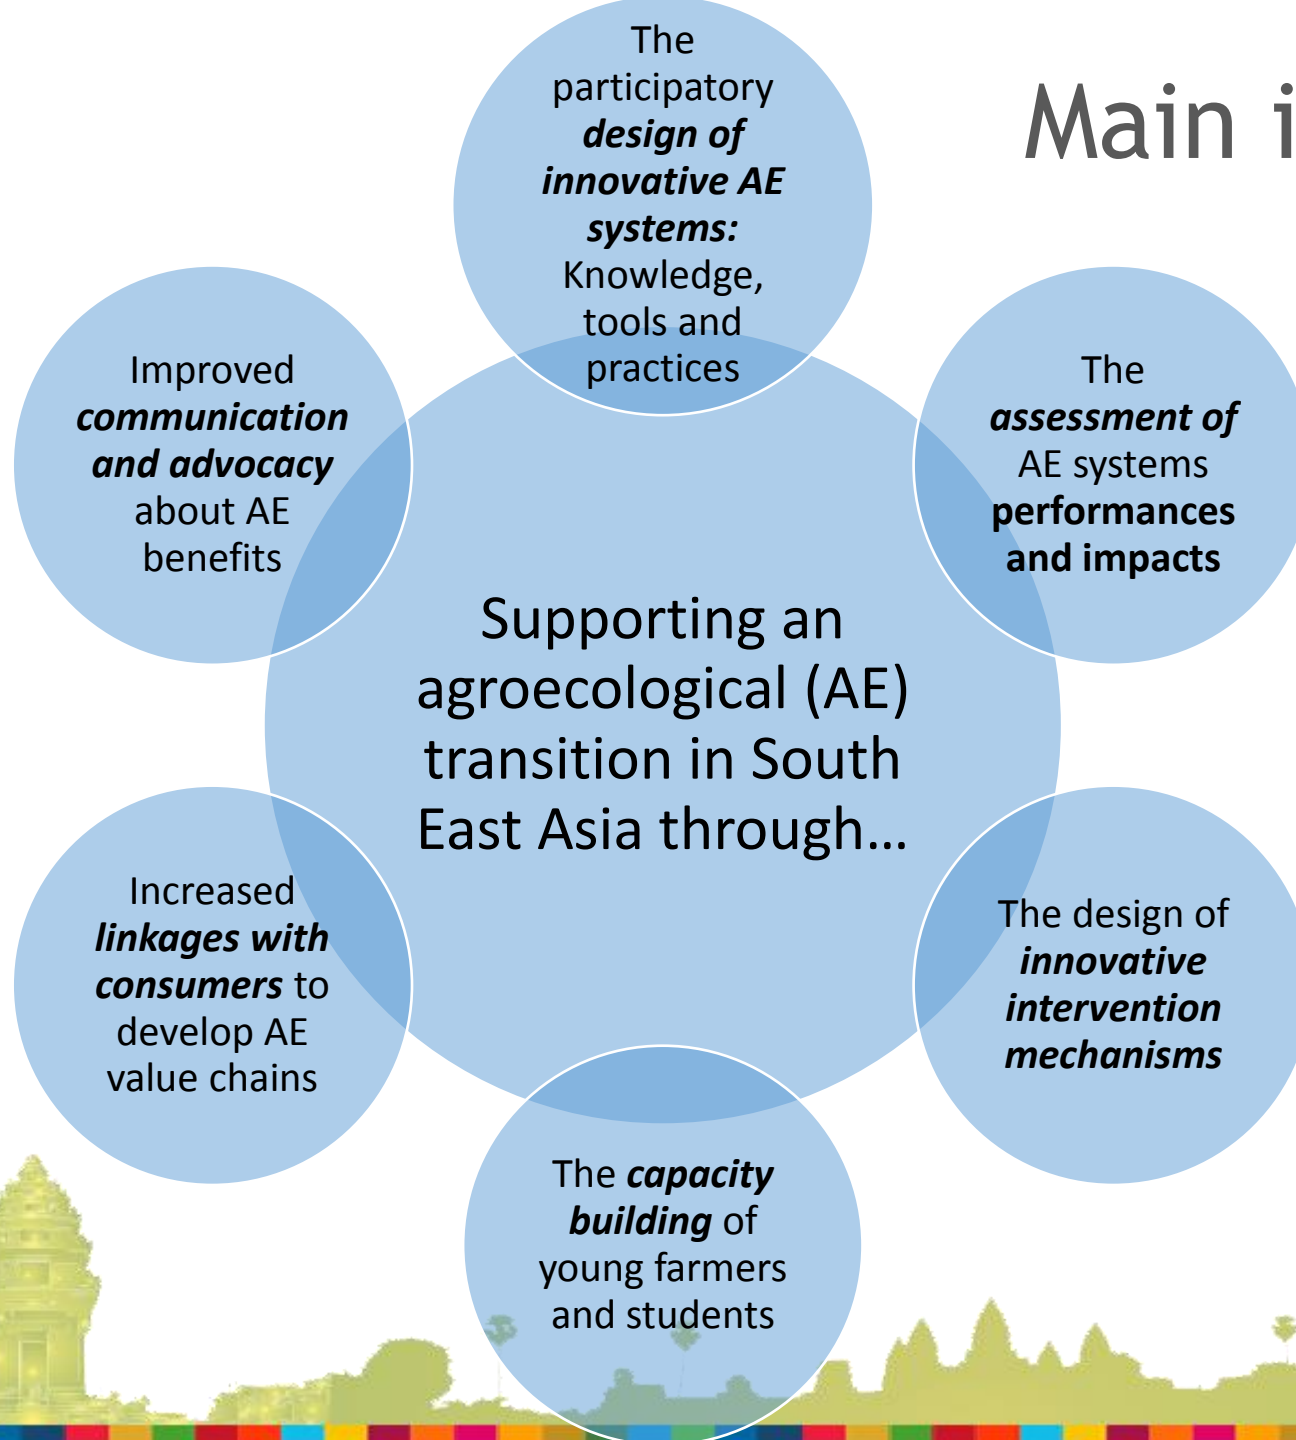 Main i
The
participatory
design of
innovative AE
systems:
Knowledge,
tools and
practices
The
assessment of
AE systems
performances
and impacts
The design of
innovative
intervention
mechanisms
The capacity
building of
young farmers
and students
Increased
linkages with
consumers to
develop AE
value chains
Improved
communication
and advocacy
about AE
benefits
Supporting an
agroecological (AE)
transition in South
East Asia through…